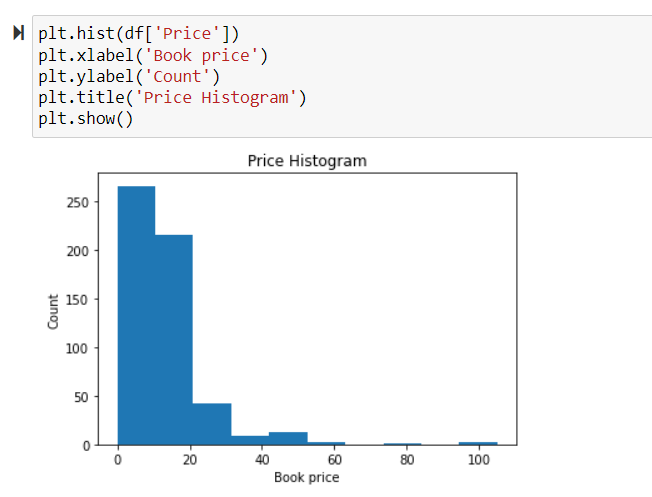 plt.hist(df['Price'])
plt.xlabel('Book price')
plt.ylabel('Count')
plt.title('Price Histogram')
plt.show()
Price Histogram
250
200
150
100
50
0
Count
0 20 40 60 80 100
Book price